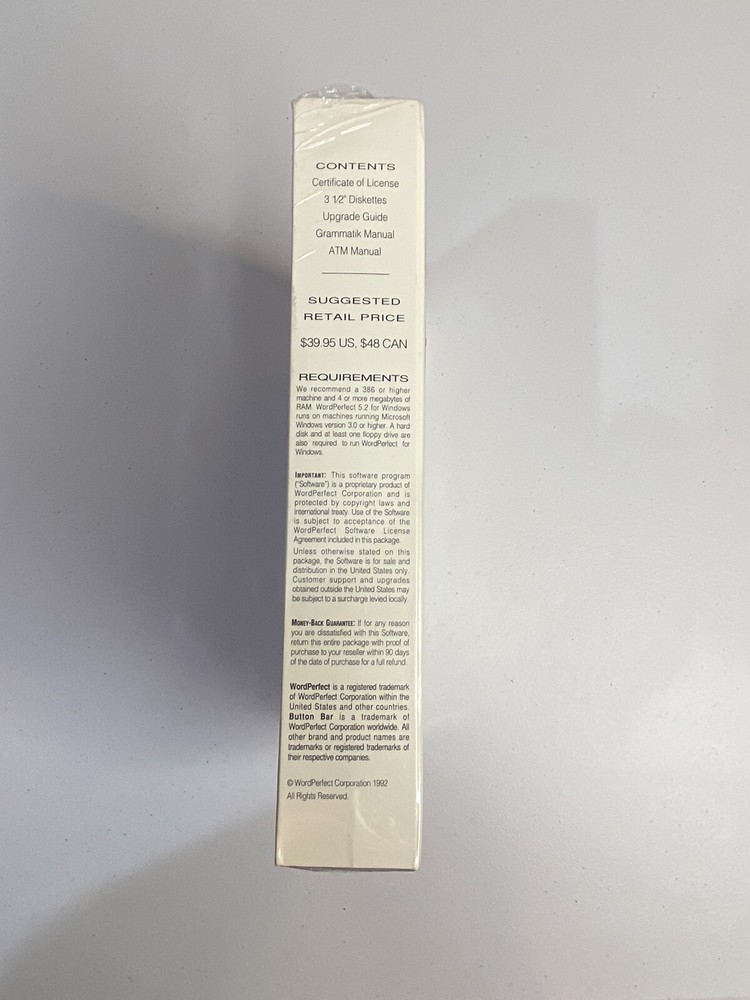 CONTENTS
Certificate of License
3 1/2" Diskettes
Upgrade Guide
Grammatik Manual
ATM Manual
SUGGESTED
RETAIL PRICE
$39.95 US, $48 CAN
REQUIREMENTS
We recommend a 386 or higher
machine and 4 or more megabytes of
RAM. WordPerfect 5.2 for Windows
runs on machines running Microsoft
Windows version 3.0 or higher. A hard
disk and at least one floppy drive are
also required to run WordPerfect for
Windows.
IMPORTANT: This software program
("Software") is a proprietary product of
WordPerfect Corporation and is
protected by copyright laws and
international treaty. Use of the Software
is subject to acceptance of the
WordPerfect Software License
Agreement included in this package.
Unless otherwise stated on this
package, the Software is for sale and
distribution in the United States only.
Customer support and upgrades
obtained outside the United States may
be subject to a surcharge levied locally.
MONEY-BACK GUARANTEE: If for any reason
you are dissatisfied with this Software,
return this entire package with proof of
purchase to your reseller within 90 days
of the date of purchase for a full refund.
WordPerfect is a registered trademark
of WordPerfect Corporation within the
United States and other countries.
Button Bar is a trademark of
WordPerfect Corporation worldwide. All
other brand and product names are
trademarks or registered trademarks of
their respective companies.
© WordPerfect Corporation 1992
All Rights Reserved.